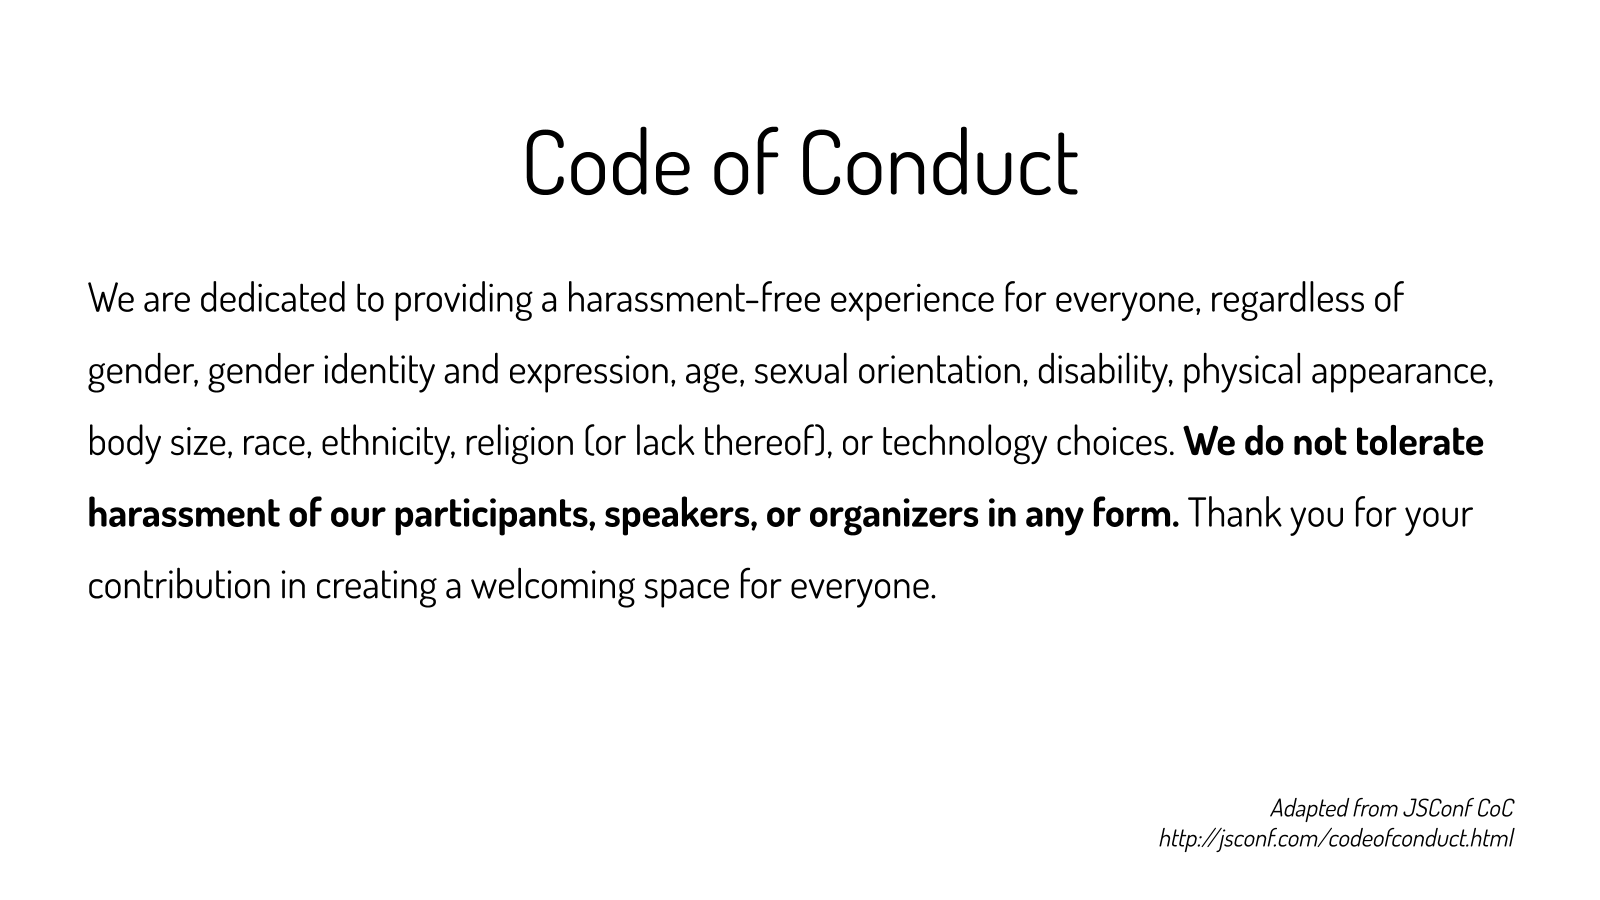 Code of Conduct
We are dedicated to providing a harassment-free experience for everyone, regardless of
gender, gender identity and expression, age, sexual orientation, disability, physical appearance,
body size, race, ethnicity, religion (or lack thereof), or technology choices. We do not tolerate
harassment of our participants, speakers, or organizers in any form. Thank you for your
contribution in creating a welcoming space for everyone.
Adapted from JSConf CoC
http://jsconf.com/codeofconduct.html